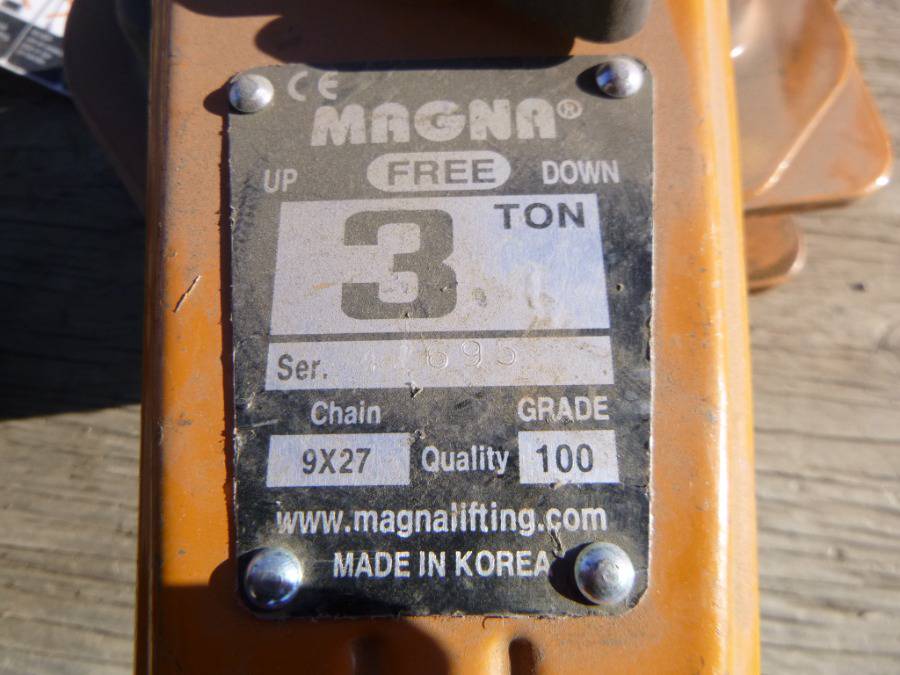 CE
MAGNA®
UP FREE DOWN
3 TON
Ser.
Chain GRADE
9X27 Quality 100
www.magnalifting.com
MADE IN KOREA